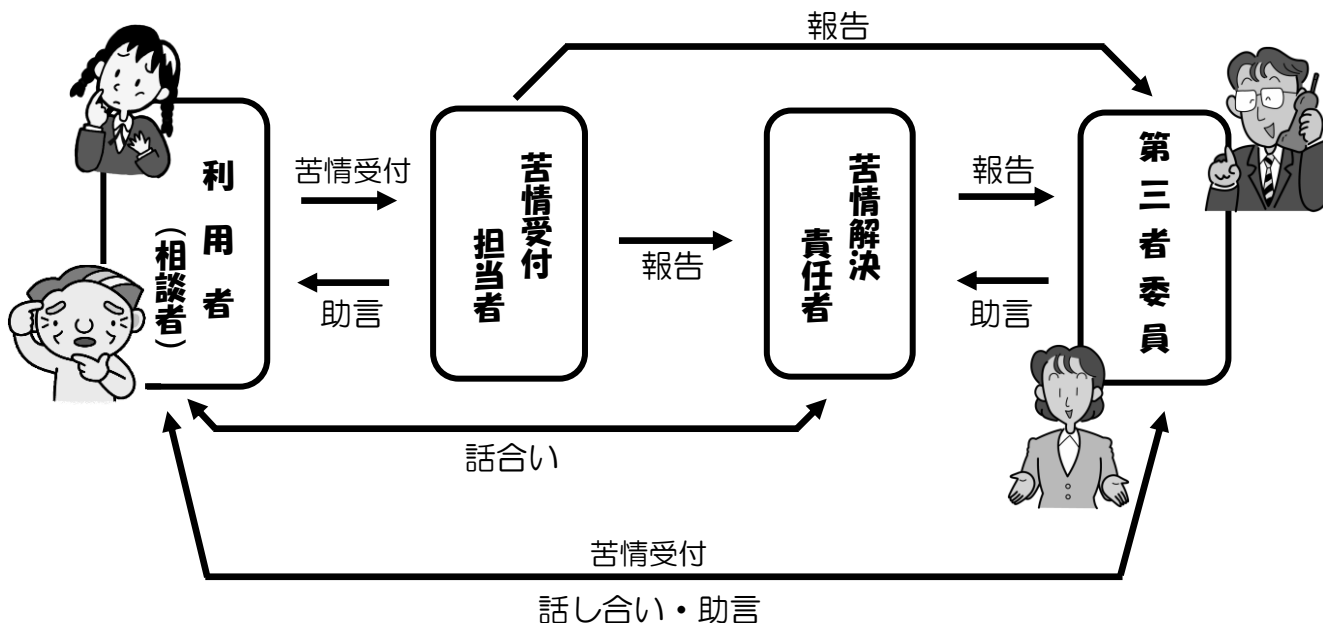 報告
利用者
（相談者）
苦情受付
助言
苦情受付
担当者
報告
苦情解決
責任者
報告
助言
第三者委員
話合い
苦情受付
話し合い・助言